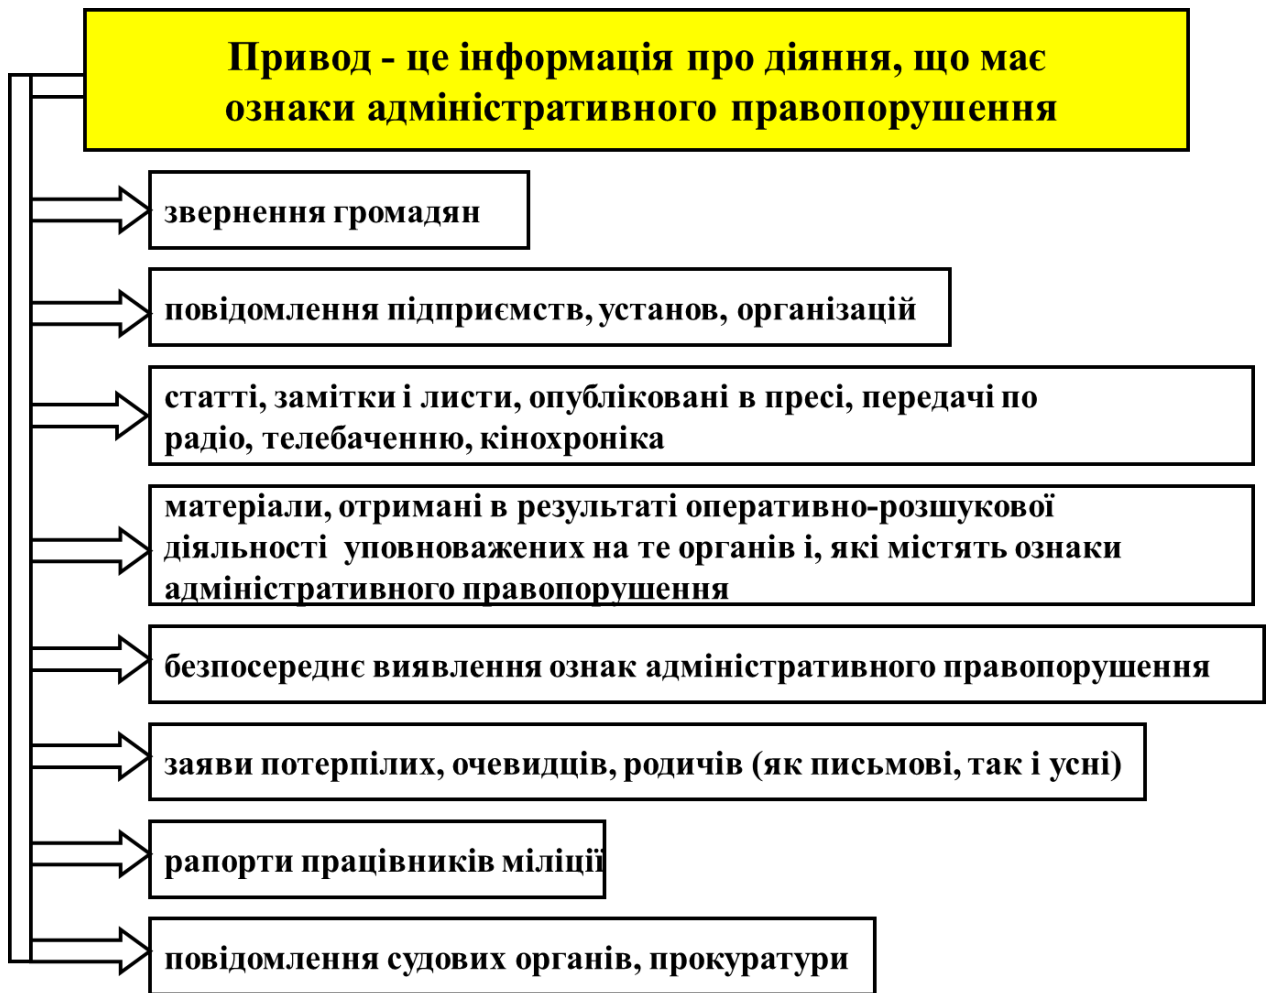 Привод - це інформація про діяння, що має
ознаки адміністративного правопорушення
звернення громадян
повідомлення підприємств, установ, організацій
статті, замітки і листи, опубліковані в пресі, передачі по
радіо, телебаченню, кінохроніка
матеріали, отримані в результаті оперативно-розшукової
діяльності  уповноважених на те органів і, які містять ознаки
адміністративного правопорушення
безпосереднє виявлення ознак адміністративного правопорушення
заяви потерпілих, очевидців, родичів (як письмові, так і усні)
рапорти працівників міліції
повідомлення судових органів, прокуратури